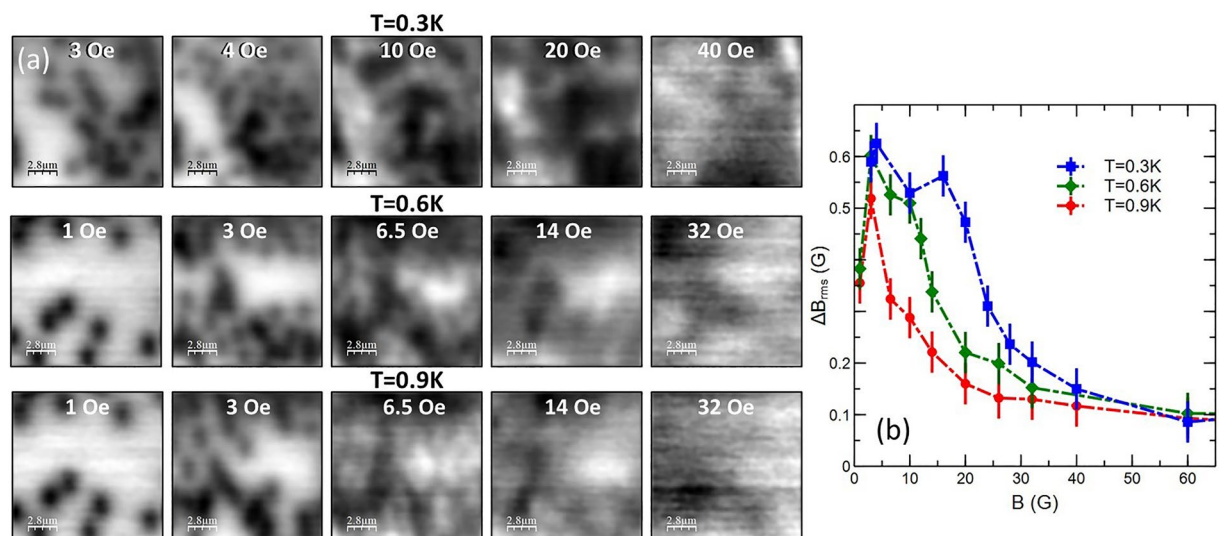 T=0.3K
(a) 3 Oe 4 Oe 10 Oe 20 Oe 40 Oe
2.8μm 2.8μm 2.8μm 2.8μm 2.8μm
T=0.6K
1 Oe 3 Oe 6.5 Oe 14 Oe 32 Oe
2.8μm 2.8μm 2.8μm 2.8μm 2.8μm
T=0.9K
1 Oe 3 Oe 6.5 Oe 14 Oe 32 Oe
2.8μm 2.8μm 2.8μm 2.8μm 2.8μm
T=0.3K
T=0.6K
T=0.9K
0.6
0.5
0.2
0.1
0
ΔBrms (G)
(b)
0 10 20 30 40 50 60
B (G)